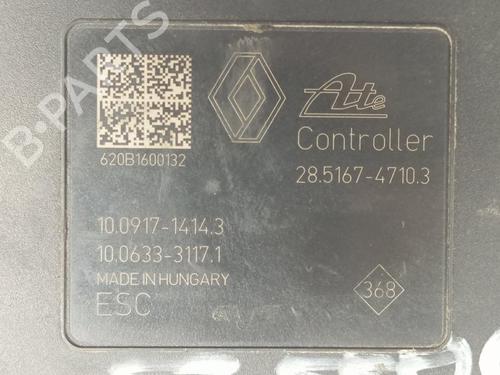 B-PARTS
Ate
620B1600132
Controller
28.5167-4710.3
10.0917-1414.3
10.0633-3117.1
MADE IN HUNGARY
ESC
368